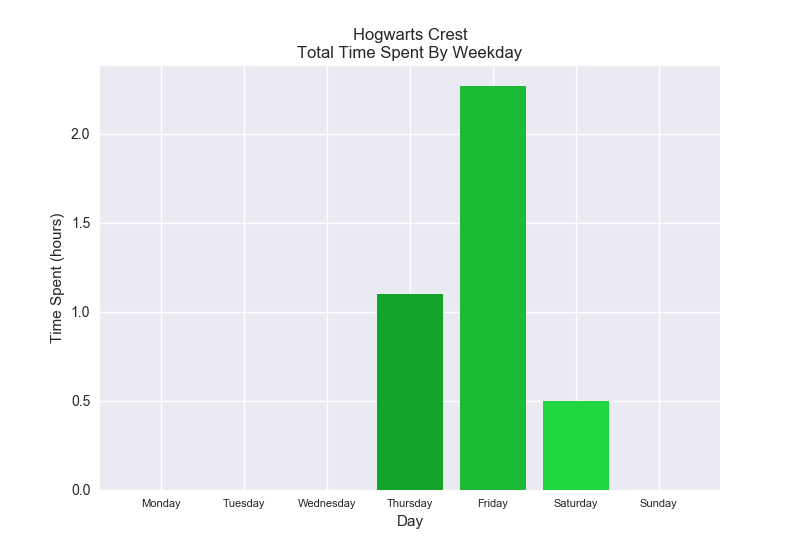 Hogwarts Crest
Total Time Spent By Weekday
Time Spent (hours)
2.0
1.5
1.0
0.5
0.0
Monday Tuesday Wednesday Thursday Friday Saturday Sunday
Day